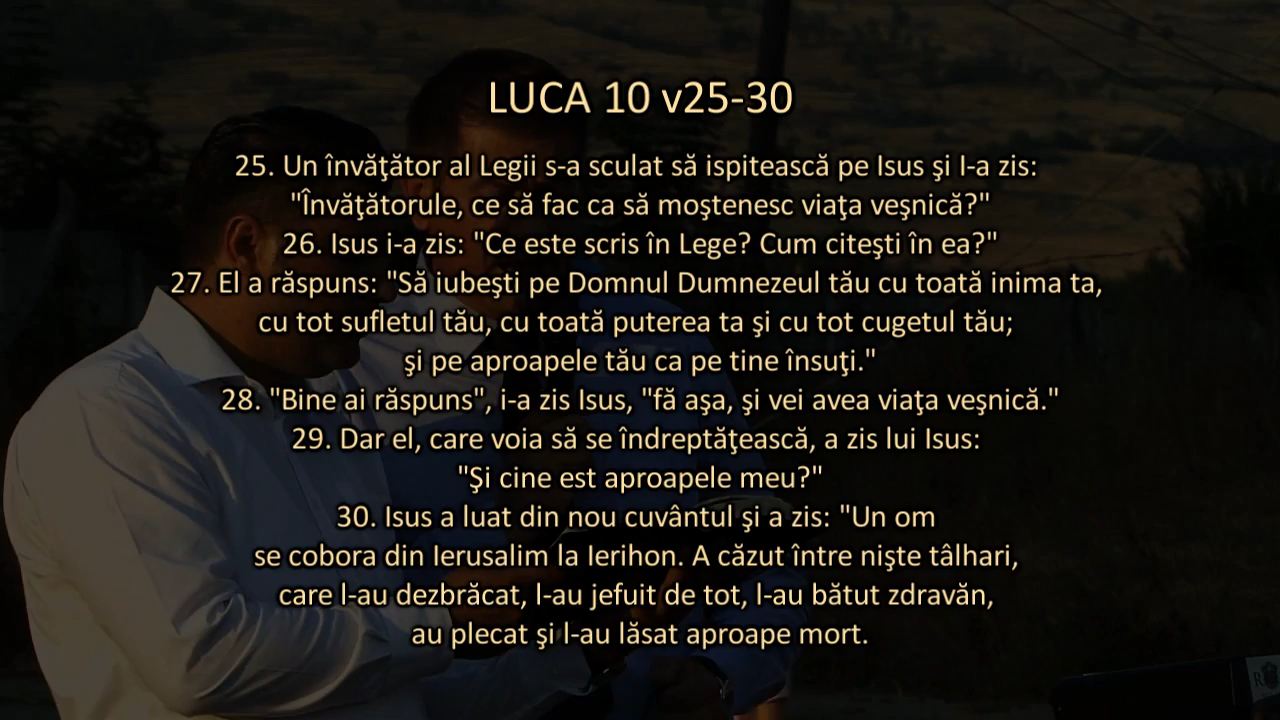 LUCA 10 v25-30
25. Un învăţător al Legii s-a sculat să ispitească pe Isus şi I-a zis:
"Învăţătorule, ce să fac ca să moştenesc viaţa veşnică?"
26. Isus i-a zis: "Ce este scris în Lege? Cum citeşti în ea?"
27. El a răspuns: "Să iubeşti pe Domnul Dumnezeul tău cu toată inima ta,
cu tot sufletul tău, cu toată puterea ta şi cu tot cugetul tău;
şi pe aproapele tău ca pe tine însuţi."
28. "Bine ai răspuns", i-a zis Isus, "fă aşa, şi vei avea viaţa veşnică."
29. Dar el, care voia să se îndreptăţească, a zis lui Isus:
"Şi cine est aproapele meu?"
30. Isus a luat din nou cuvântul şi a zis: "Un om
se cobora din Ierusalim la Ierihon. A căzut între nişte tâlhari,
care l-au dezbrăcat, l-au jefuit de tot, l-au bătut zdravăn,
au plecat şi l-au lăsat aproape mort.